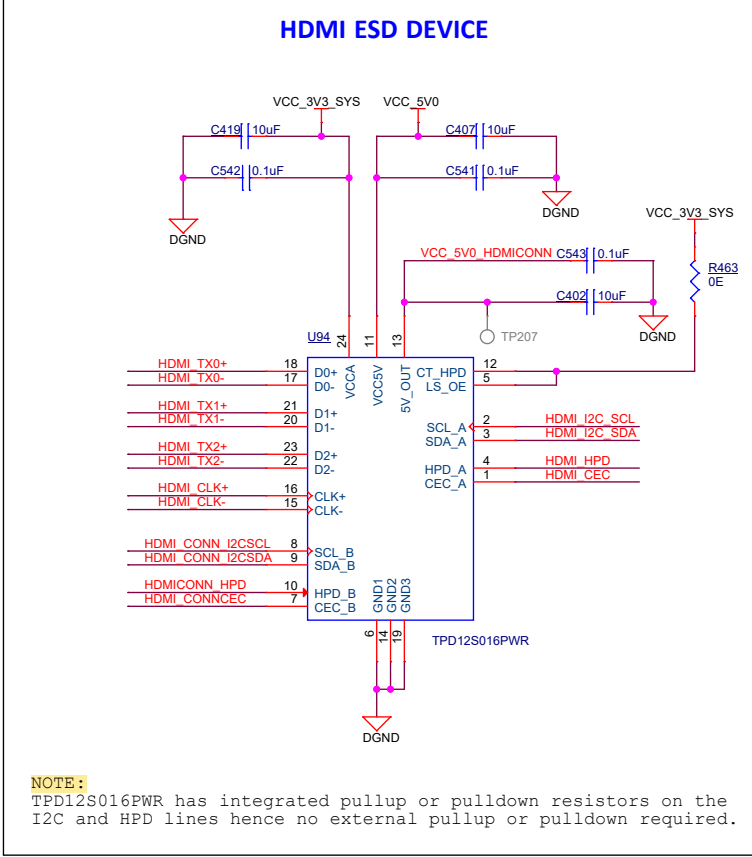 HDMI ESD DEVICE
VCC_3V3_SYS
VCC_5V0
C419 10uF
C407 10uF
C542 0.1uF
C541 0.1uF
DGND
DGND
VCC_3V3_SYS
VCC_5V0_HDMICONN C543 0.1uF
R463
0E
C402 10uF
TP207
DGND
U94
24
11
13
VCCA
VCC5V
5V_OUT
HDMI_TX0+ 18 D0+
HDMI_TX0- 17 D0-
HDMI_TX1+ 21 D1+
HDMI_TX1- 20 D1-
HDMI_TX2+ 23 D2+
HDMI_TX2- 22 D2-
HDMI_CLK+ 16 CLK+
HDMI_CLK- 15 CLK-
HDMI_CONN_I2CSCL 8 SCL_B
HDMI_CONN_I2CSDA 9 SDA_B
HDMICONN_HPD 10 HPD_B
HDMI_CONNCEC 7 CEC_B
CT_HPD 12
LS_OE 5
SCL_A 2 HDMI_I2C_SCL
SDA_A 3 HDMI_I2C_SDA
HPD_A 4 HDMI_HPD
CEC_A 1 HDMI_CEC
GND1
GND2
GND3
6
14
19
TPD12S016PWR
DGND
NOTE:
TPD12S016PWR has integrated pullup or pulldown resistors on the
I2C and HPD lines hence no external pullup or pulldown required.